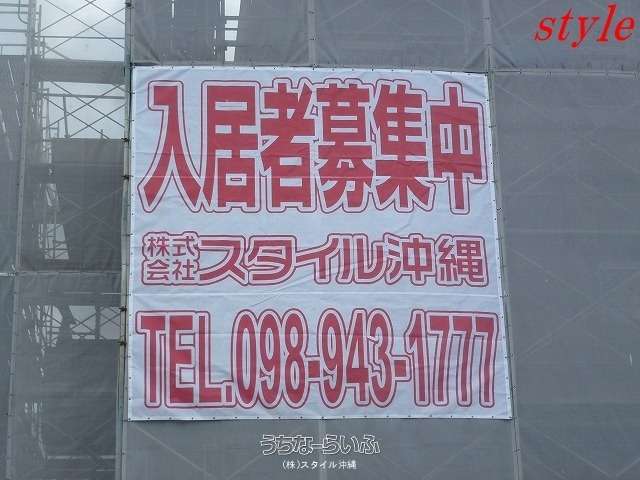 style
入居者募集中
株式会社スタイル沖縄
TEL.098-943-1777
うちなーらいふ
(株)スタイル沖縄